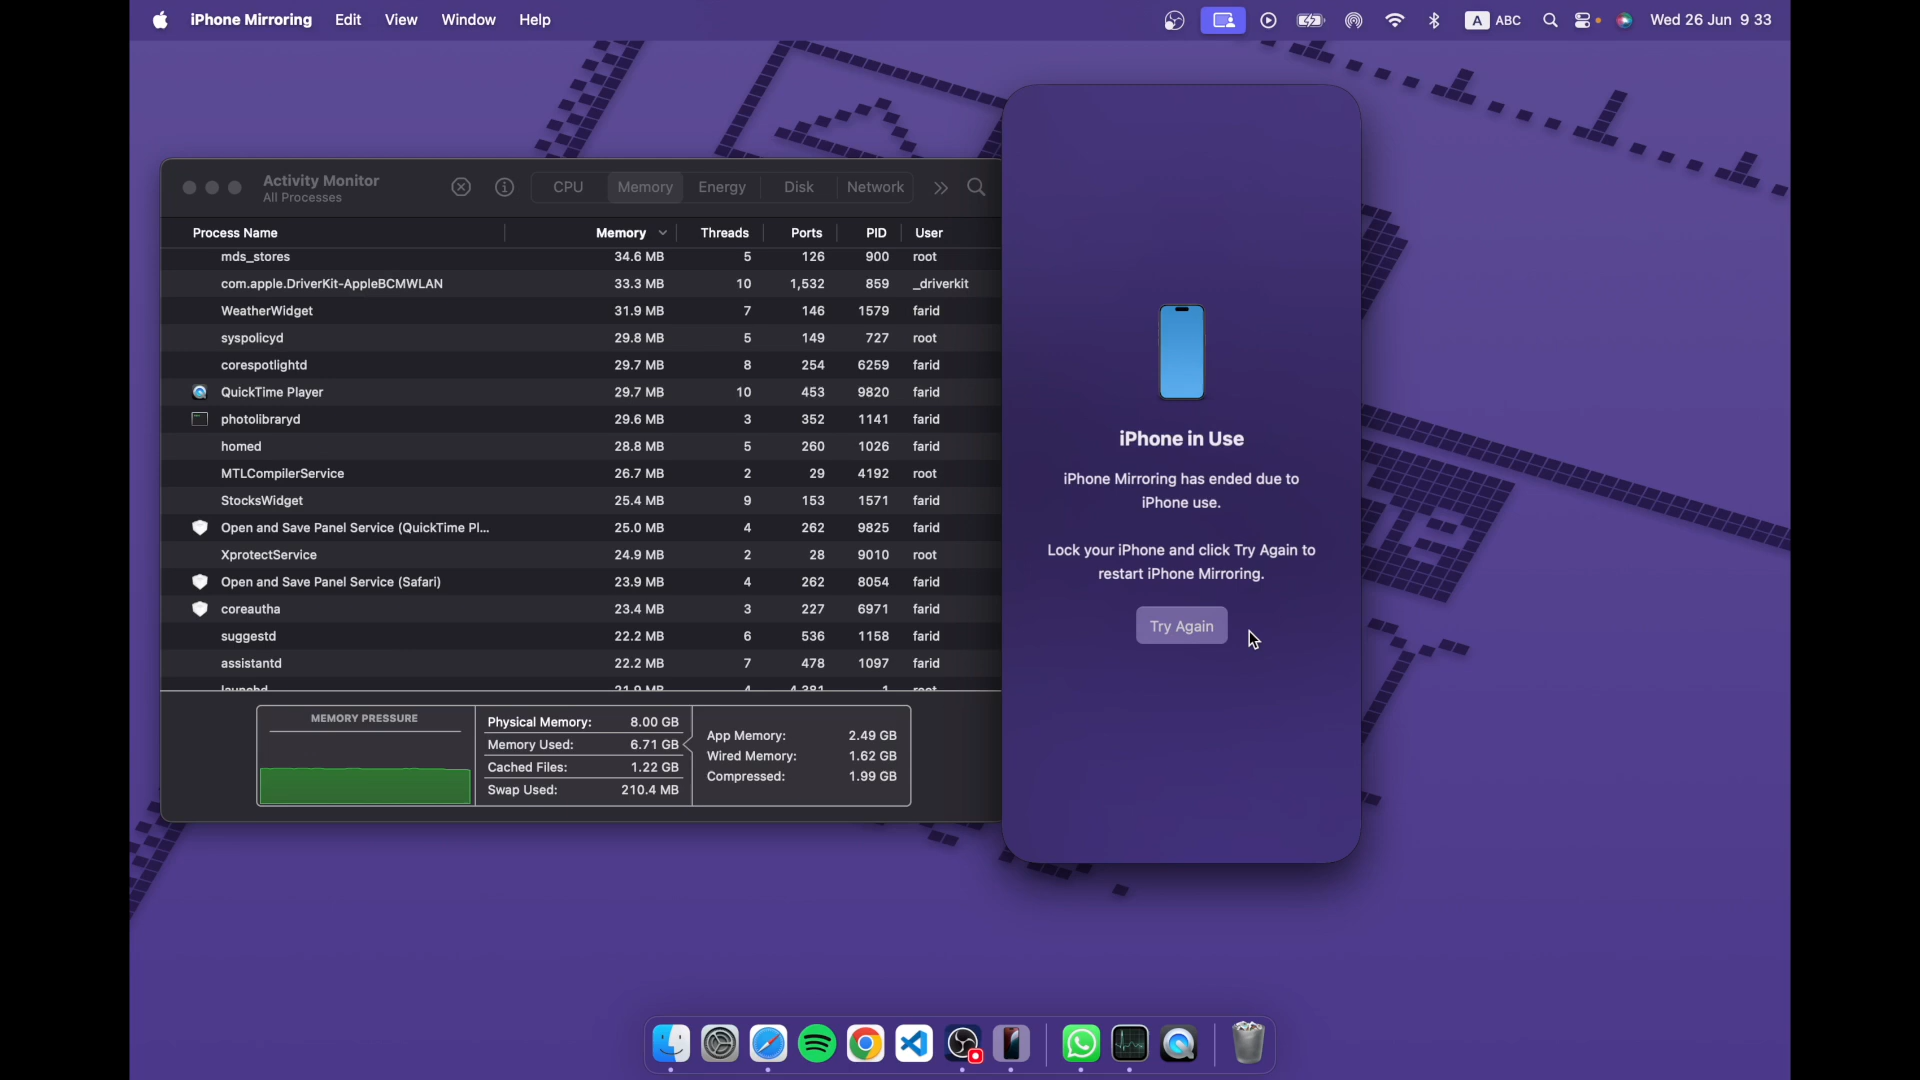 iPhone Mirroring Edit View Window Help
A ABC Wed 26 Jun 9 33
Activity Monitor
All Processes
CPU Memory Energy Disk Network
Process Name Memory Threads Ports PID User
mds_stores 34.6 MB 5 126 900 root
com.apple.DriverKit-AppleBCMWLAN 33.3 MB 10 1,532 859 _driverkit
WeatherWidget 31.9 MB 7 146 1579 farid
syspolicyd 29.8 MB 5 149 727 root
corespotlightd 29.7 MB 8 254 6259 farid
QuickTime Player 29.7 MB 10 453 9820 farid
photolibraryd 29.6 MB 3 352 1141 farid
homed 28.8 MB 5 260 1026 farid
MTLCompilerService 26.7 MB 2 29 4192 root
StocksWidget 25.4 MB 9 153 1571 farid
Open and Save Panel Service (QuickTime Pl... 25.0 MB 4 262 9825 farid
XprotectService 24.9 MB 2 28 9010 root
Open and Save Panel Service (Safari) 23.9 MB 4 262 8054 farid
coreautha 23.4 MB 3 227 6971 farid
suggestd 22.2 MB 6 536 1158 farid
assistantd 22.2 MB 7 478 1097 farid
launchd 21.9 MB 4 4,381 1 root
MEMORY PRESSURE
Physical Memory: 8.00 GB
Memory Used: 6.71 GB
Cached Files: 1.22 GB
Swap Used: 210.4 MB
App Memory: 2.49 GB
Wired Memory: 1.62 GB
Compressed: 1.99 GB
iPhone in Use
iPhone Mirroring has ended due to
iPhone use.
Lock your iPhone and click Try Again to
restart iPhone Mirroring.
Try Again